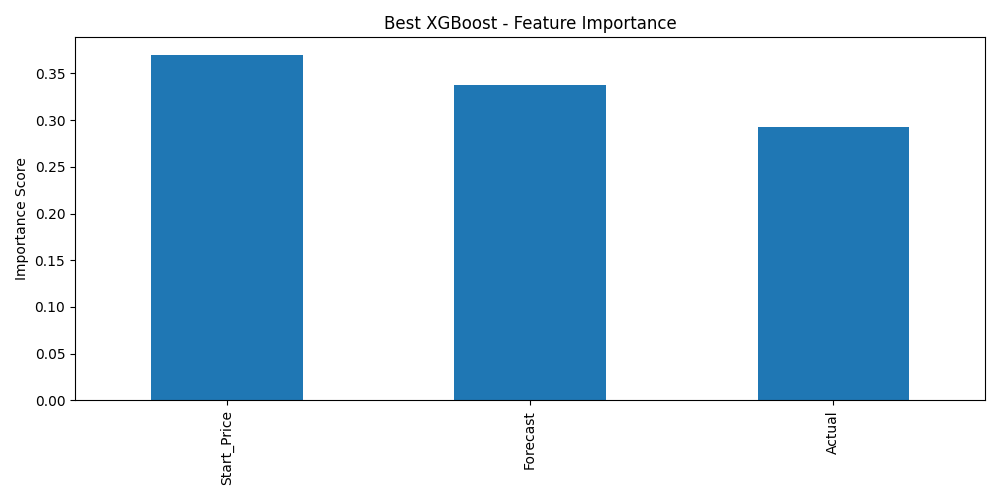 Best XGBoost - Feature Importance
Importance Score
0.35
0.30
0.25
0.20
0.15
0.10
0.05
0.00
Start_Price
Forecast
Actual